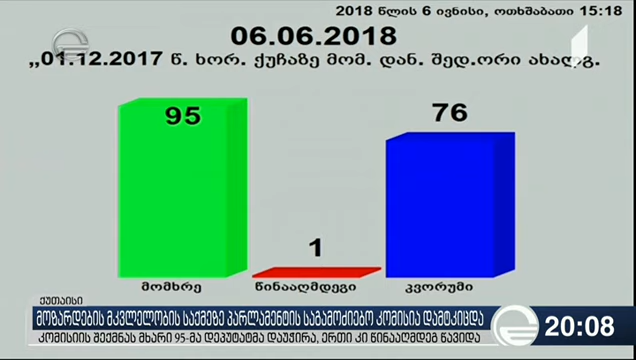 2018 წლის 6 ივნისი, ოთხშაბათი 15:18
06.06.2018
„01.12.2017 წ. ხორ. ქუჩაზე მომ. დან. შედ.ორი ახალგ.
95
76
1
მომხრე
წინააღმდეგი
კვორუმი
ქუთაისი
მოზარდების მკვლელობის საქმეზე პარლამენტის საგამოძიებო კომისია დამტკიცდა
კომისიის შექმნას მხარი 95-მა დეპუტატმა დაუჭირა, ერთი კი წინააღმდეგ წავიდა
20:08